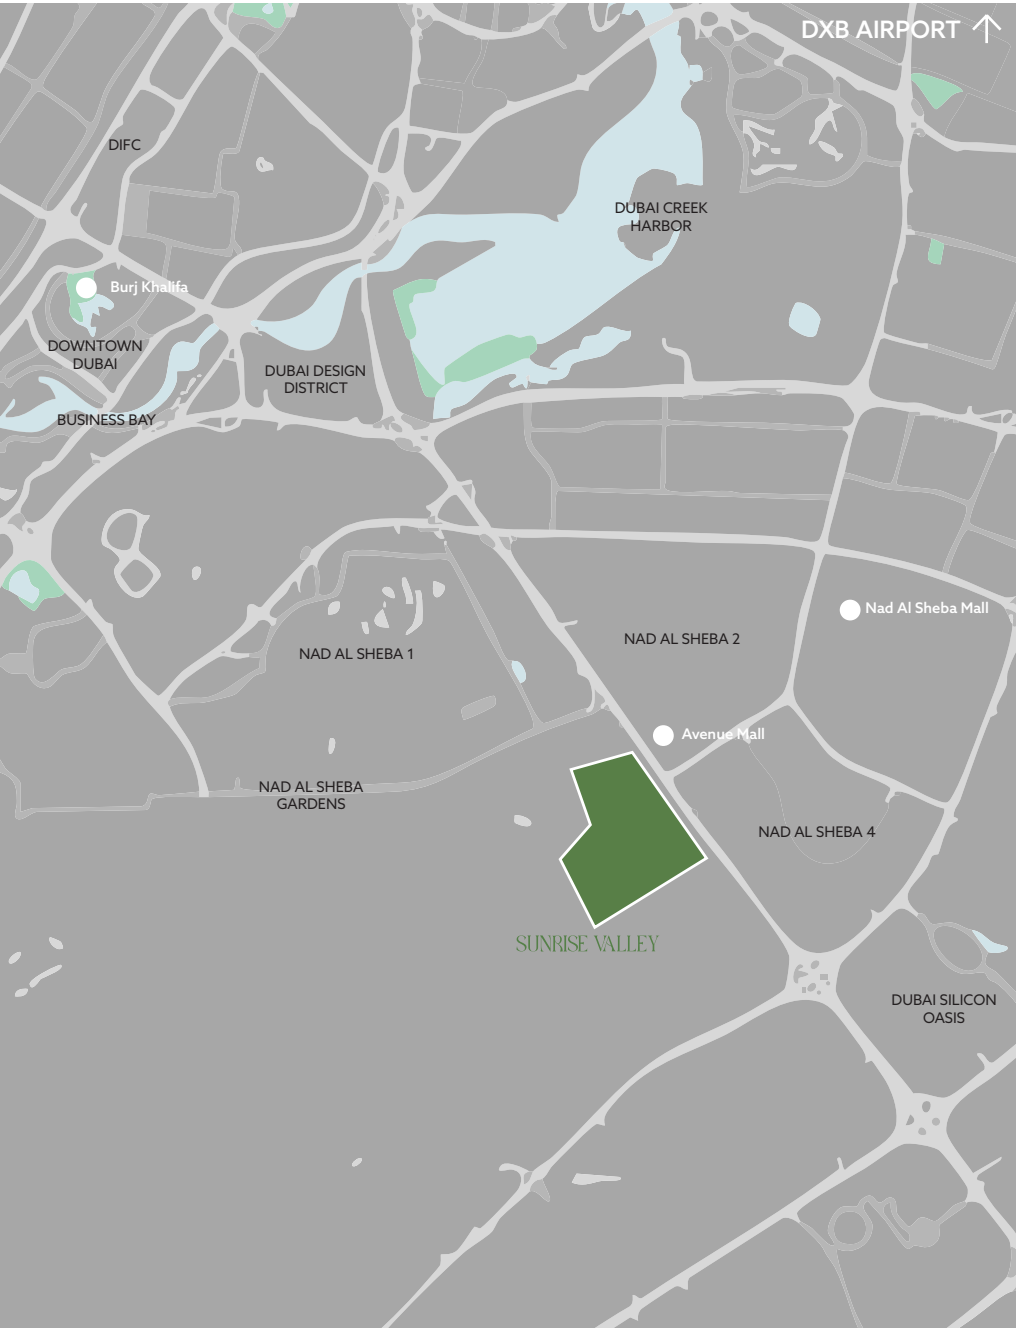 DXB AIRPORT
DIFC
DUBAI CREEK
HARBOR
Burj Khalifa
DOWNTOWN
DUBAI
DUBAI DESIGN
DISTRICT
BUSINESS BAY
Nad Al Sheba Mall
NAD AL SHEBA 2
NAD AL SHEBA 1
Avenue Mall
NAD AL SHEBA
GARDENS
NAD AL SHEBA 4
SUNRISE VALLEY
DUBAI SILICON
OASIS